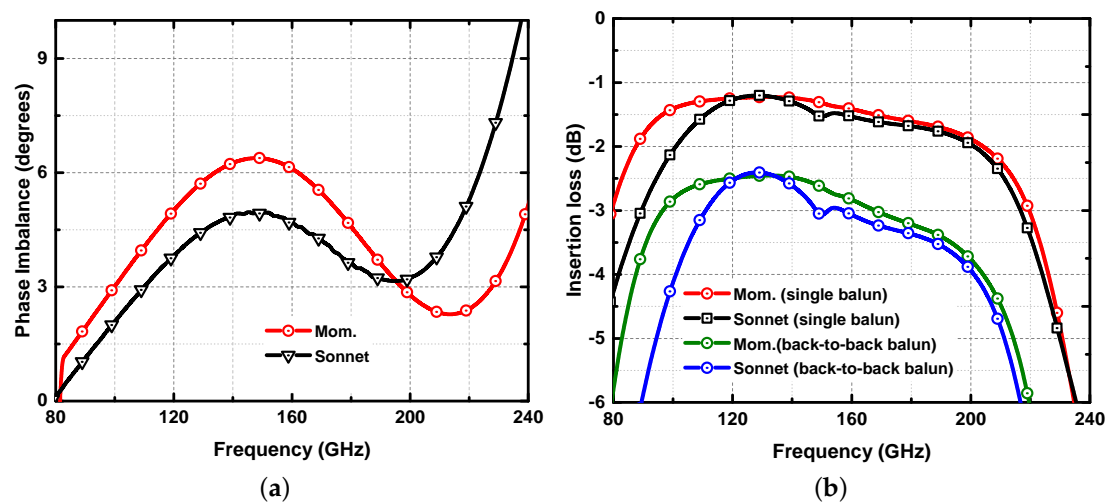 9
6
3
0
80
120
160
200
240
Phase Imbalance (degrees)
Frequency (GHz)
Mom.
Sonnet
(a)
0
-1
-2
-3
-4
-5
-6
80
120
160
200
240
Insertion loss (dB)
Frequency (GHz)
Mom. (single balun)
Sonnet (single balun)
Mom.(back-to-back balun)
Sonnet (back-to-back balun)
(b)